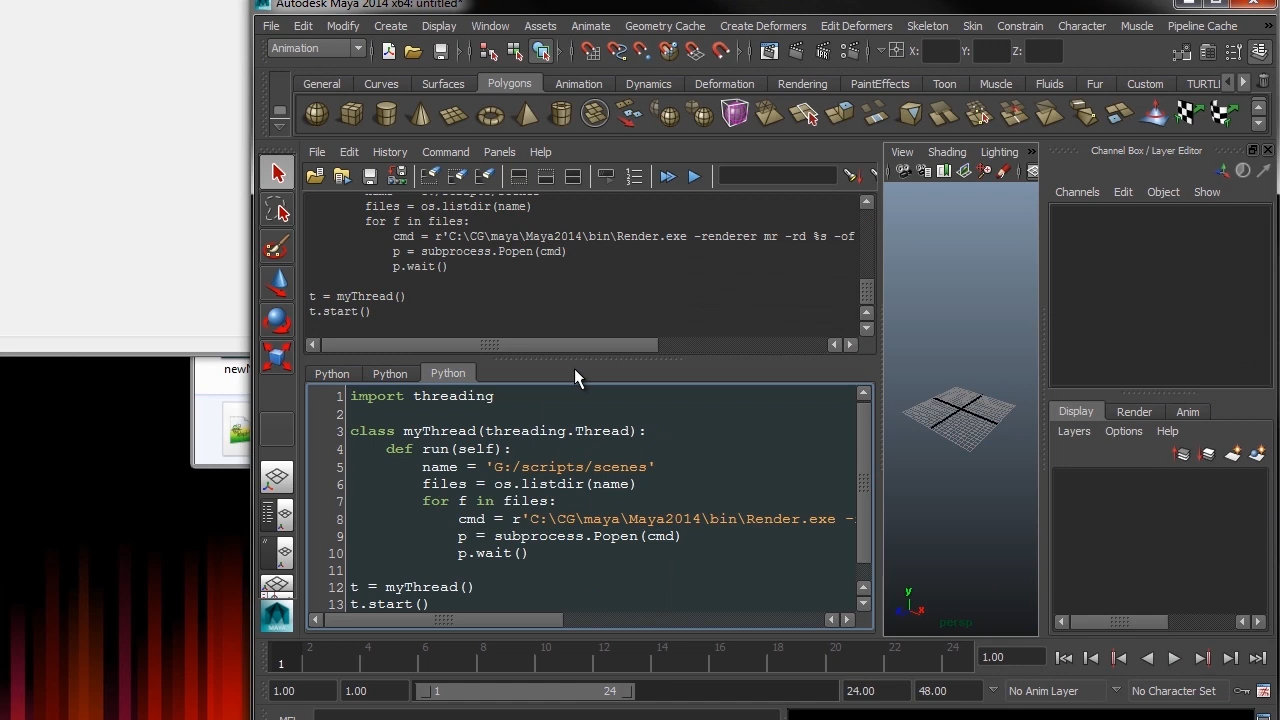 Autodesk Maya 2014 x64: untitled*
File Edit Modify Create Display Window Assets Animate Geometry Cache Create Deformers Edit Deformers Skeleton Skin Constrain Character Muscle Pipeline Cache »
Animation X: Y: Z:
General Curves Surfaces Polygons Animation Dynamics Deformation Rendering PaintEffects Toon Muscle Fluids Fur Custom TURTL
File Edit History Command Panels Help
View Shading Lighting »
Channel Box / Layer Editor
Channels Edit Object Show
files = os.listdir(name)
for f in files:
cmd = r'C:\CG\maya\Maya2014\bin\Render.exe -renderer mr -rd %s -of
p = subprocess.Popen(cmd)
p.wait()
t = myThread()
t.start()
Python Python Python
1 import threading
2
3 class myThread(threading.Thread):
4 def run(self):
5 name = 'G:/scripts/scenes'
6 files = os.listdir(name)
7 for f in files:
8 cmd = r'C:\CG\maya\Maya2014\bin\Render.exe -
9 p = subprocess.Popen(cmd)
10 p.wait()
11
12 t = myThread()
13 t.start()
newM
y
x
persp
Display Render Anim
Layers Options Help
1 2 4 6 8 10 12 14 16 18 20 22 24 1.00
1.00 1.00 1 24 24.00 48.00 No Anim Layer No Character Set